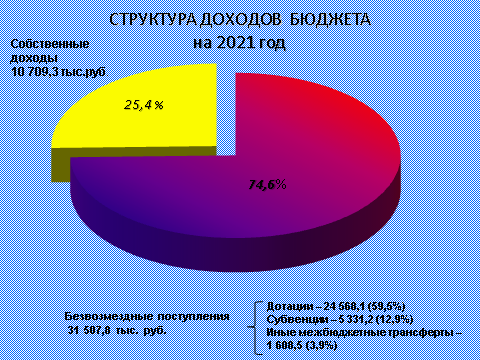 СТРУКТУРА ДОХОДОВ БЮДЖЕТА
на 2021 год
Собственные
доходы
10 709,3 тыс.руб
25,4 %
74,6%
Безвозмездные поступления
31 507,8 тыс. руб.
Дотации – 24 568,1 (59,5%)
Субвенции – 5 331,2 (12,9%)
Иные межбюджетные трансферты –
1 608,5 (3,9%)